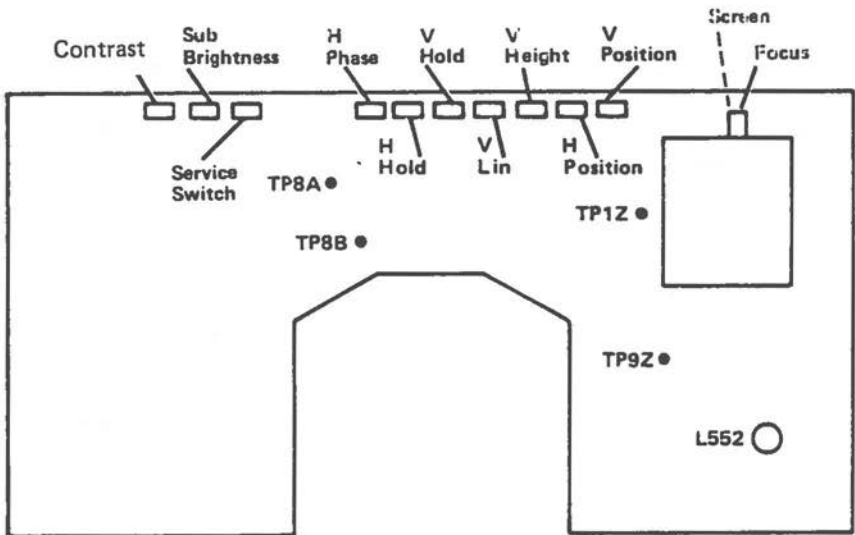 Contrast
Sub
Brightness
H
Phase
V
Hold
V
Height
V
Position
Screen
Focus
Service
Switch
H
Hold
V
Lin
H
Position
TP8A
TP1Z
TP8B
TP9Z
L552